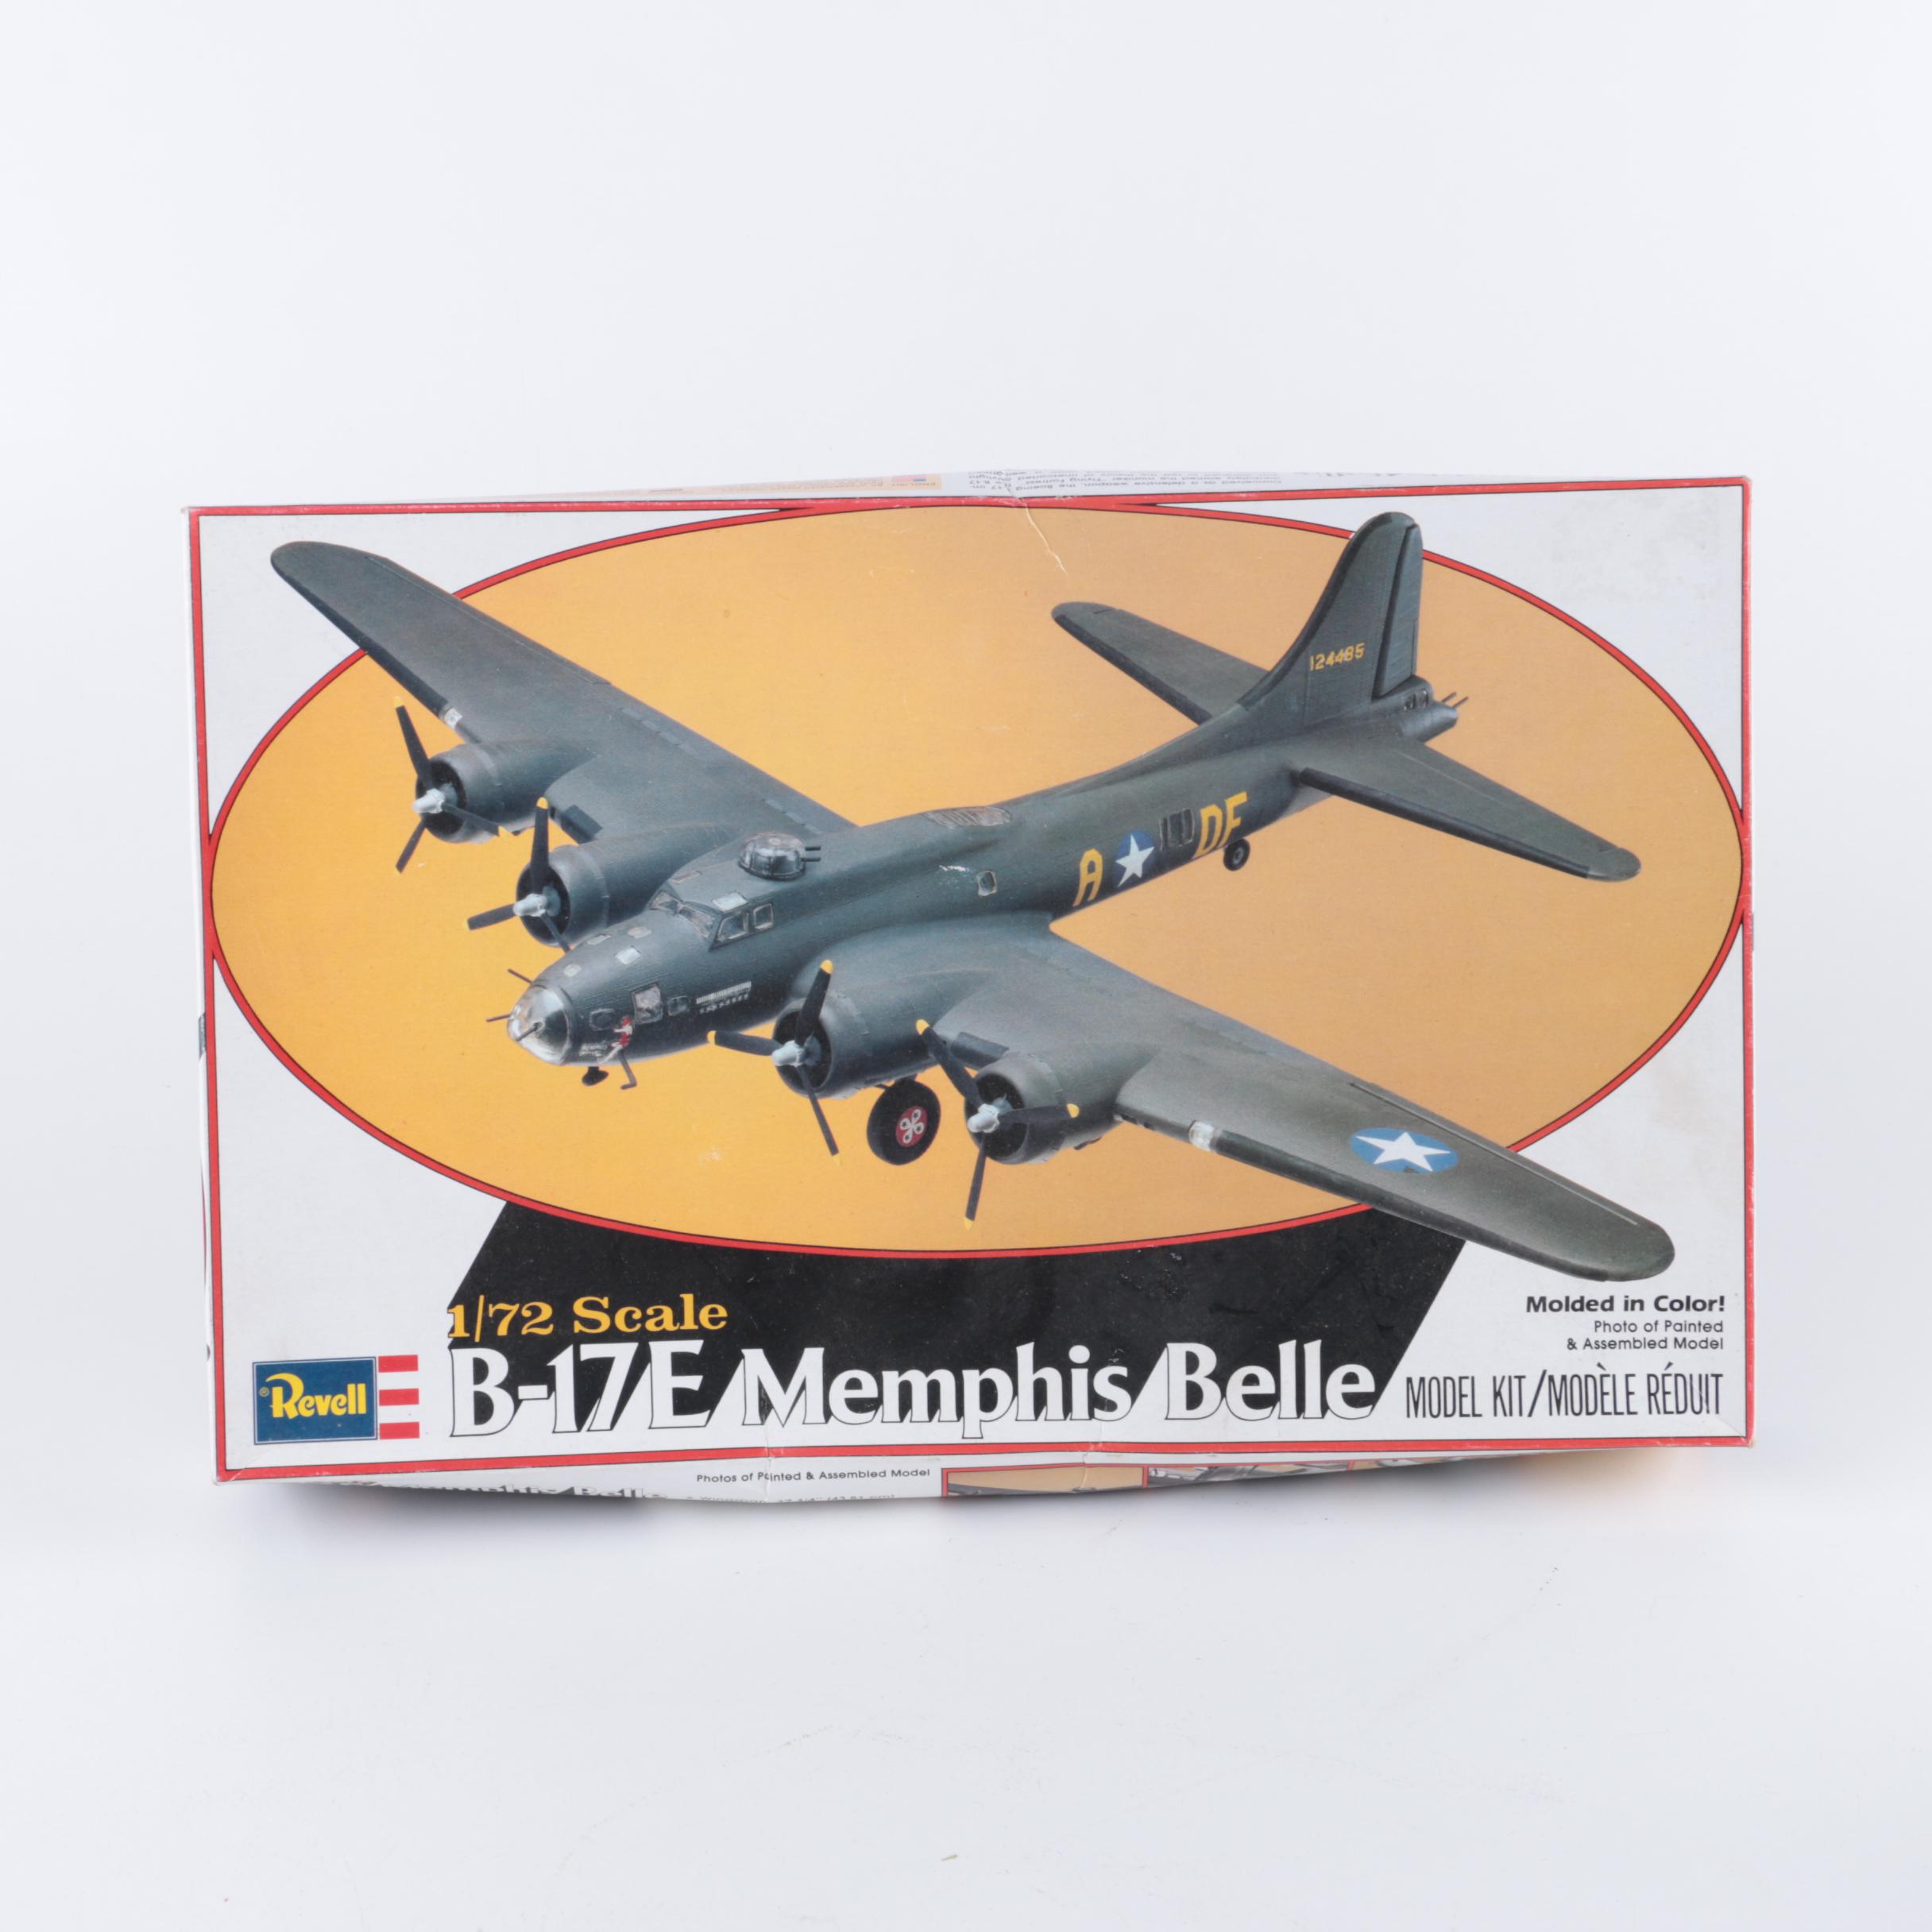 124485
A DF
1/72 Scale
B-17E/Memphis/Belle
® Revell
Molded in Color!
Photo of Painted
& Assembled Model
MODEL KIT/MODÈLE RÉDUIT
Photos of Painted & Assembled Model